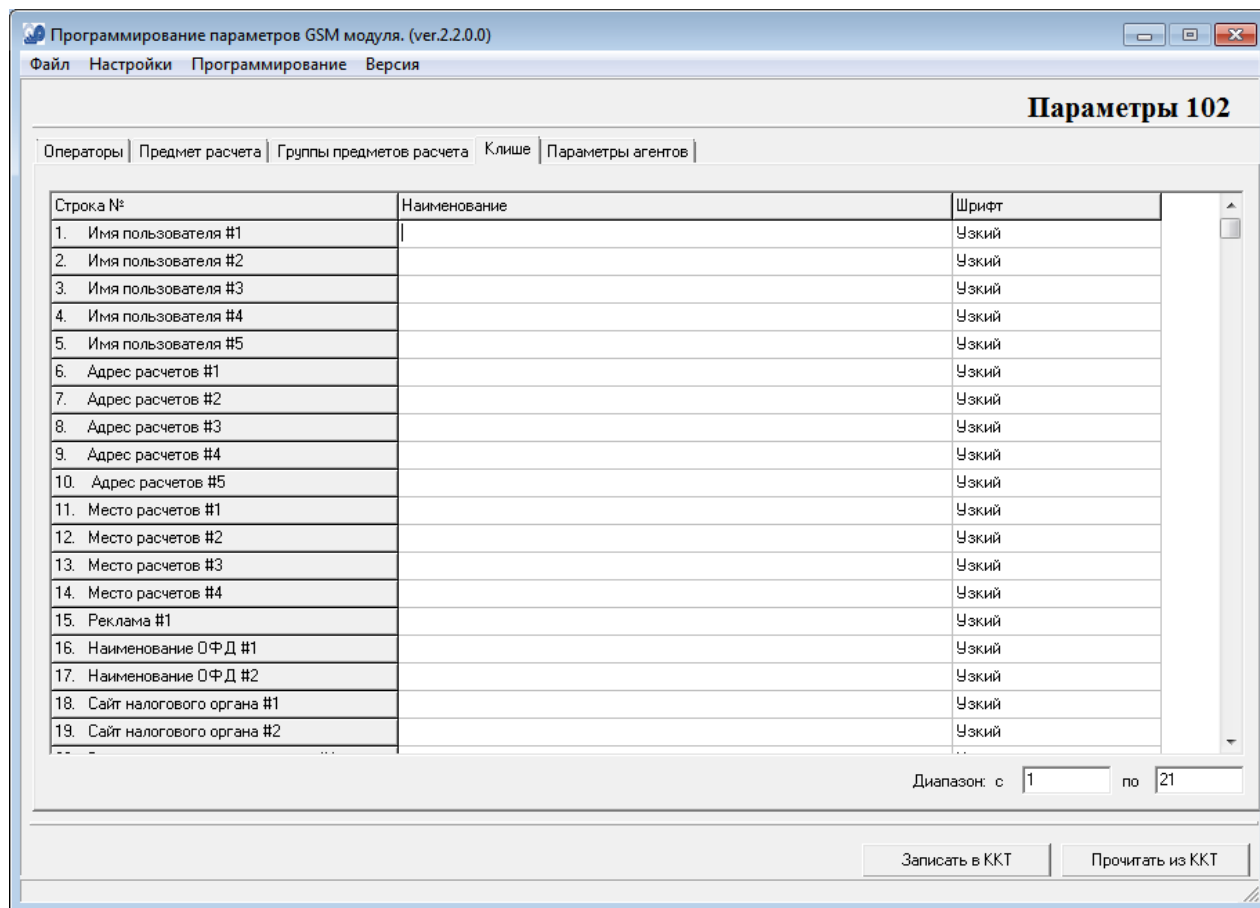 Программирование параметров GSM модуля. (ver.2.2.0.0)
Файл Настройки Программирование Версия
Параметры 102
Операторы Предмет расчета Группы предметов расчета Клише Параметры агентов
Строка № Наименование Шрифт
1. Имя пользователя #1 Узкий
2. Имя пользователя #2 Узкий
3. Имя пользователя #3 Узкий
4. Имя пользователя #4 Узкий
5. Имя пользователя #5 Узкий
6. Адрес расчетов #1 Узкий
7. Адрес расчетов #2 Узкий
8. Адрес расчетов #3 Узкий
9. Адрес расчетов #4 Узкий
10. Адрес расчетов #5 Узкий
11. Место расчетов #1 Узкий
12. Место расчетов #2 Узкий
13. Место расчетов #3 Узкий
14. Место расчетов #4 Узкий
15. Реклама #1 Узкий
16. Наименование ОФД #1 Узкий
17. Наименование ОФД #2 Узкий
18. Сайт налогового органа #1 Узкий
19. Сайт налогового органа #2 Узкий
Диапазон: с 1 по 21
Записать в ККТ Прочитать из ККТ